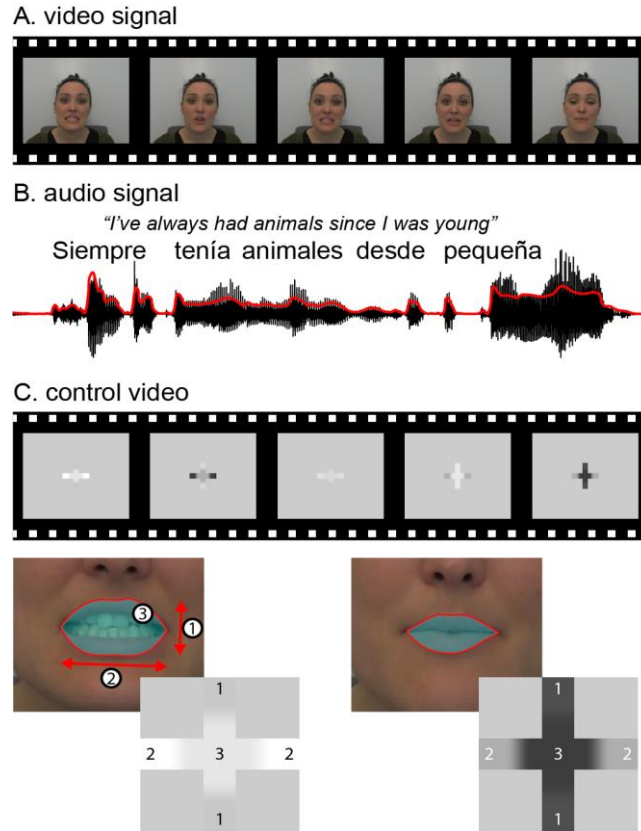 A. video signal
B. audio signal
“I’ve always had animals since I was young”
Siempre tenía animales desde pequeña
C. control video
3
1
2
1
2 3 2
1
1
2 3 2
1